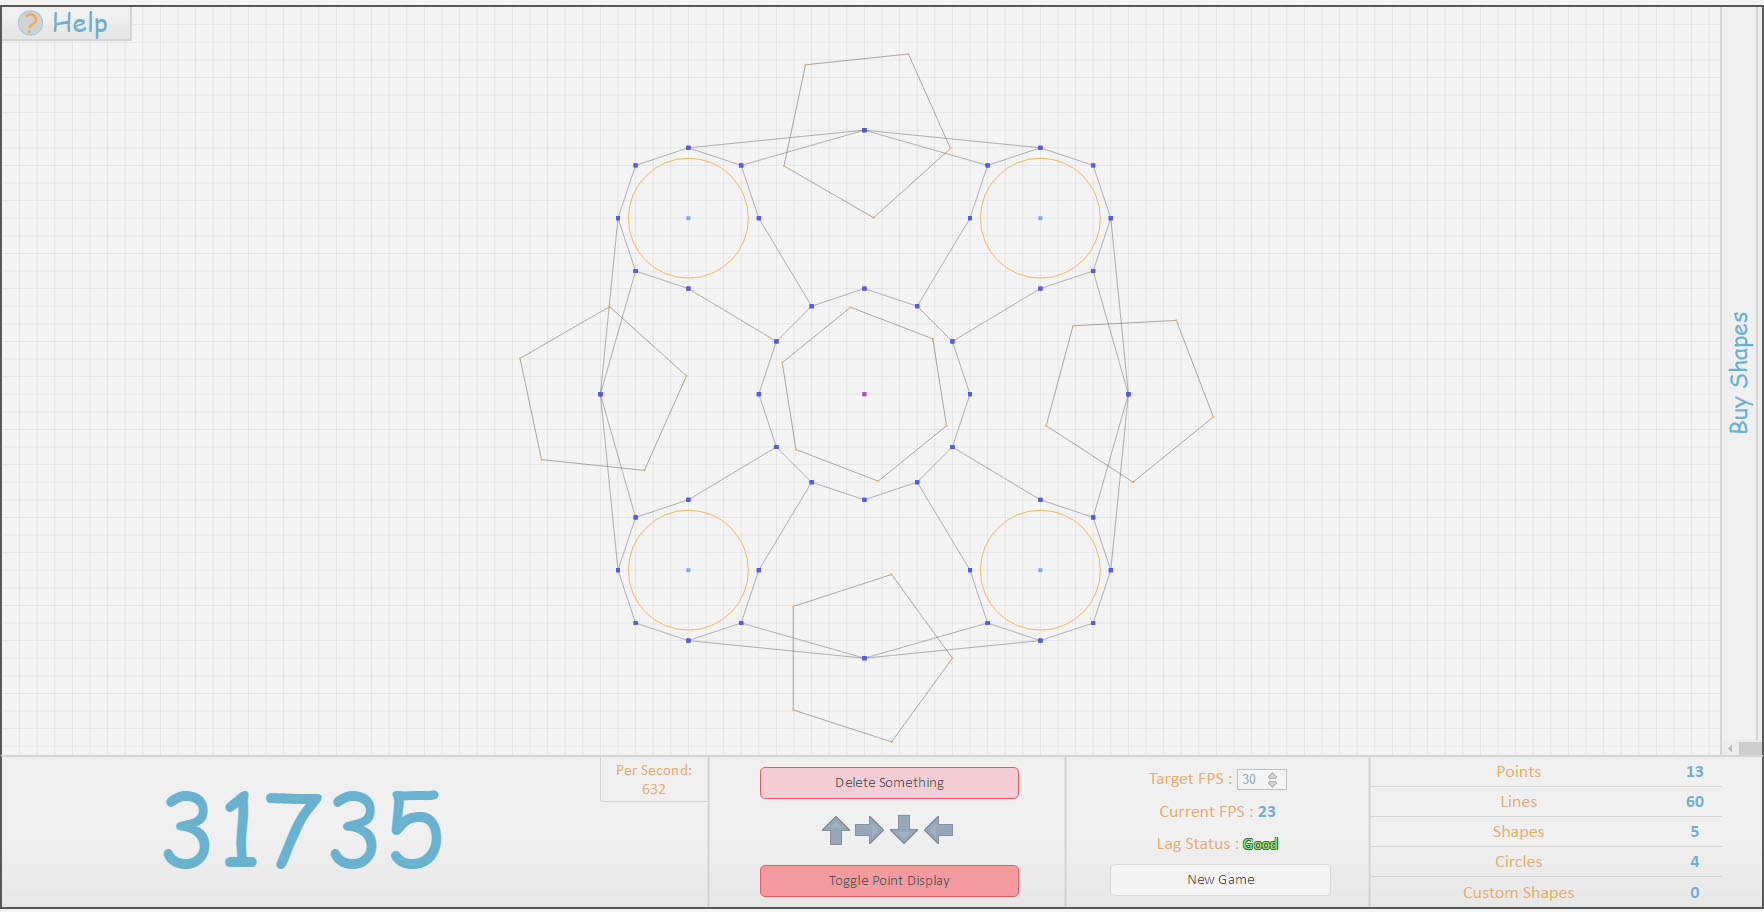 ? Help
Buy Shapes
31735
Per Second:
632
Delete Something
Toggle Point Display
Target FPS : 30
Current FPS : 23
Lag Status : Good
New Game
Points 13
Lines 60
Shapes 5
Circles 4
Custom Shapes 0